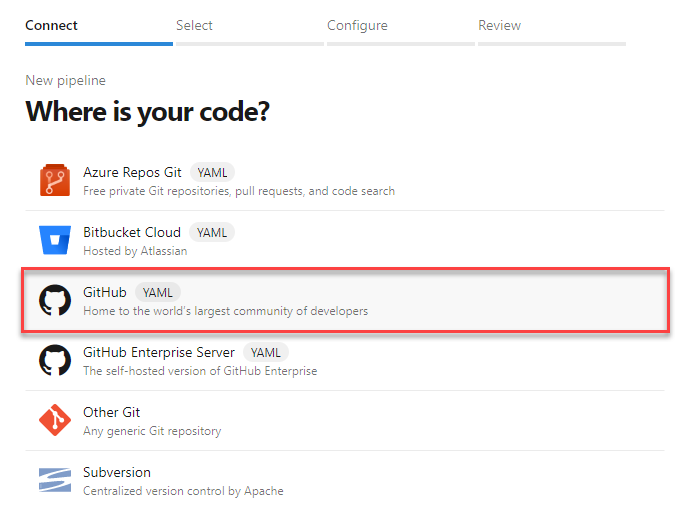 Connect Select Configure Review
New pipeline
Where is your code?
Azure Repos Git YAML
Free private Git repositories, pull requests, and code search
Bitbucket Cloud YAML
Hosted by Atlassian
GitHub YAML
Home to the world's largest community of developers
GitHub Enterprise Server YAML
The self-hosted version of GitHub Enterprise
Other Git
Any generic Git repository
Subversion
Centralized version control by Apache